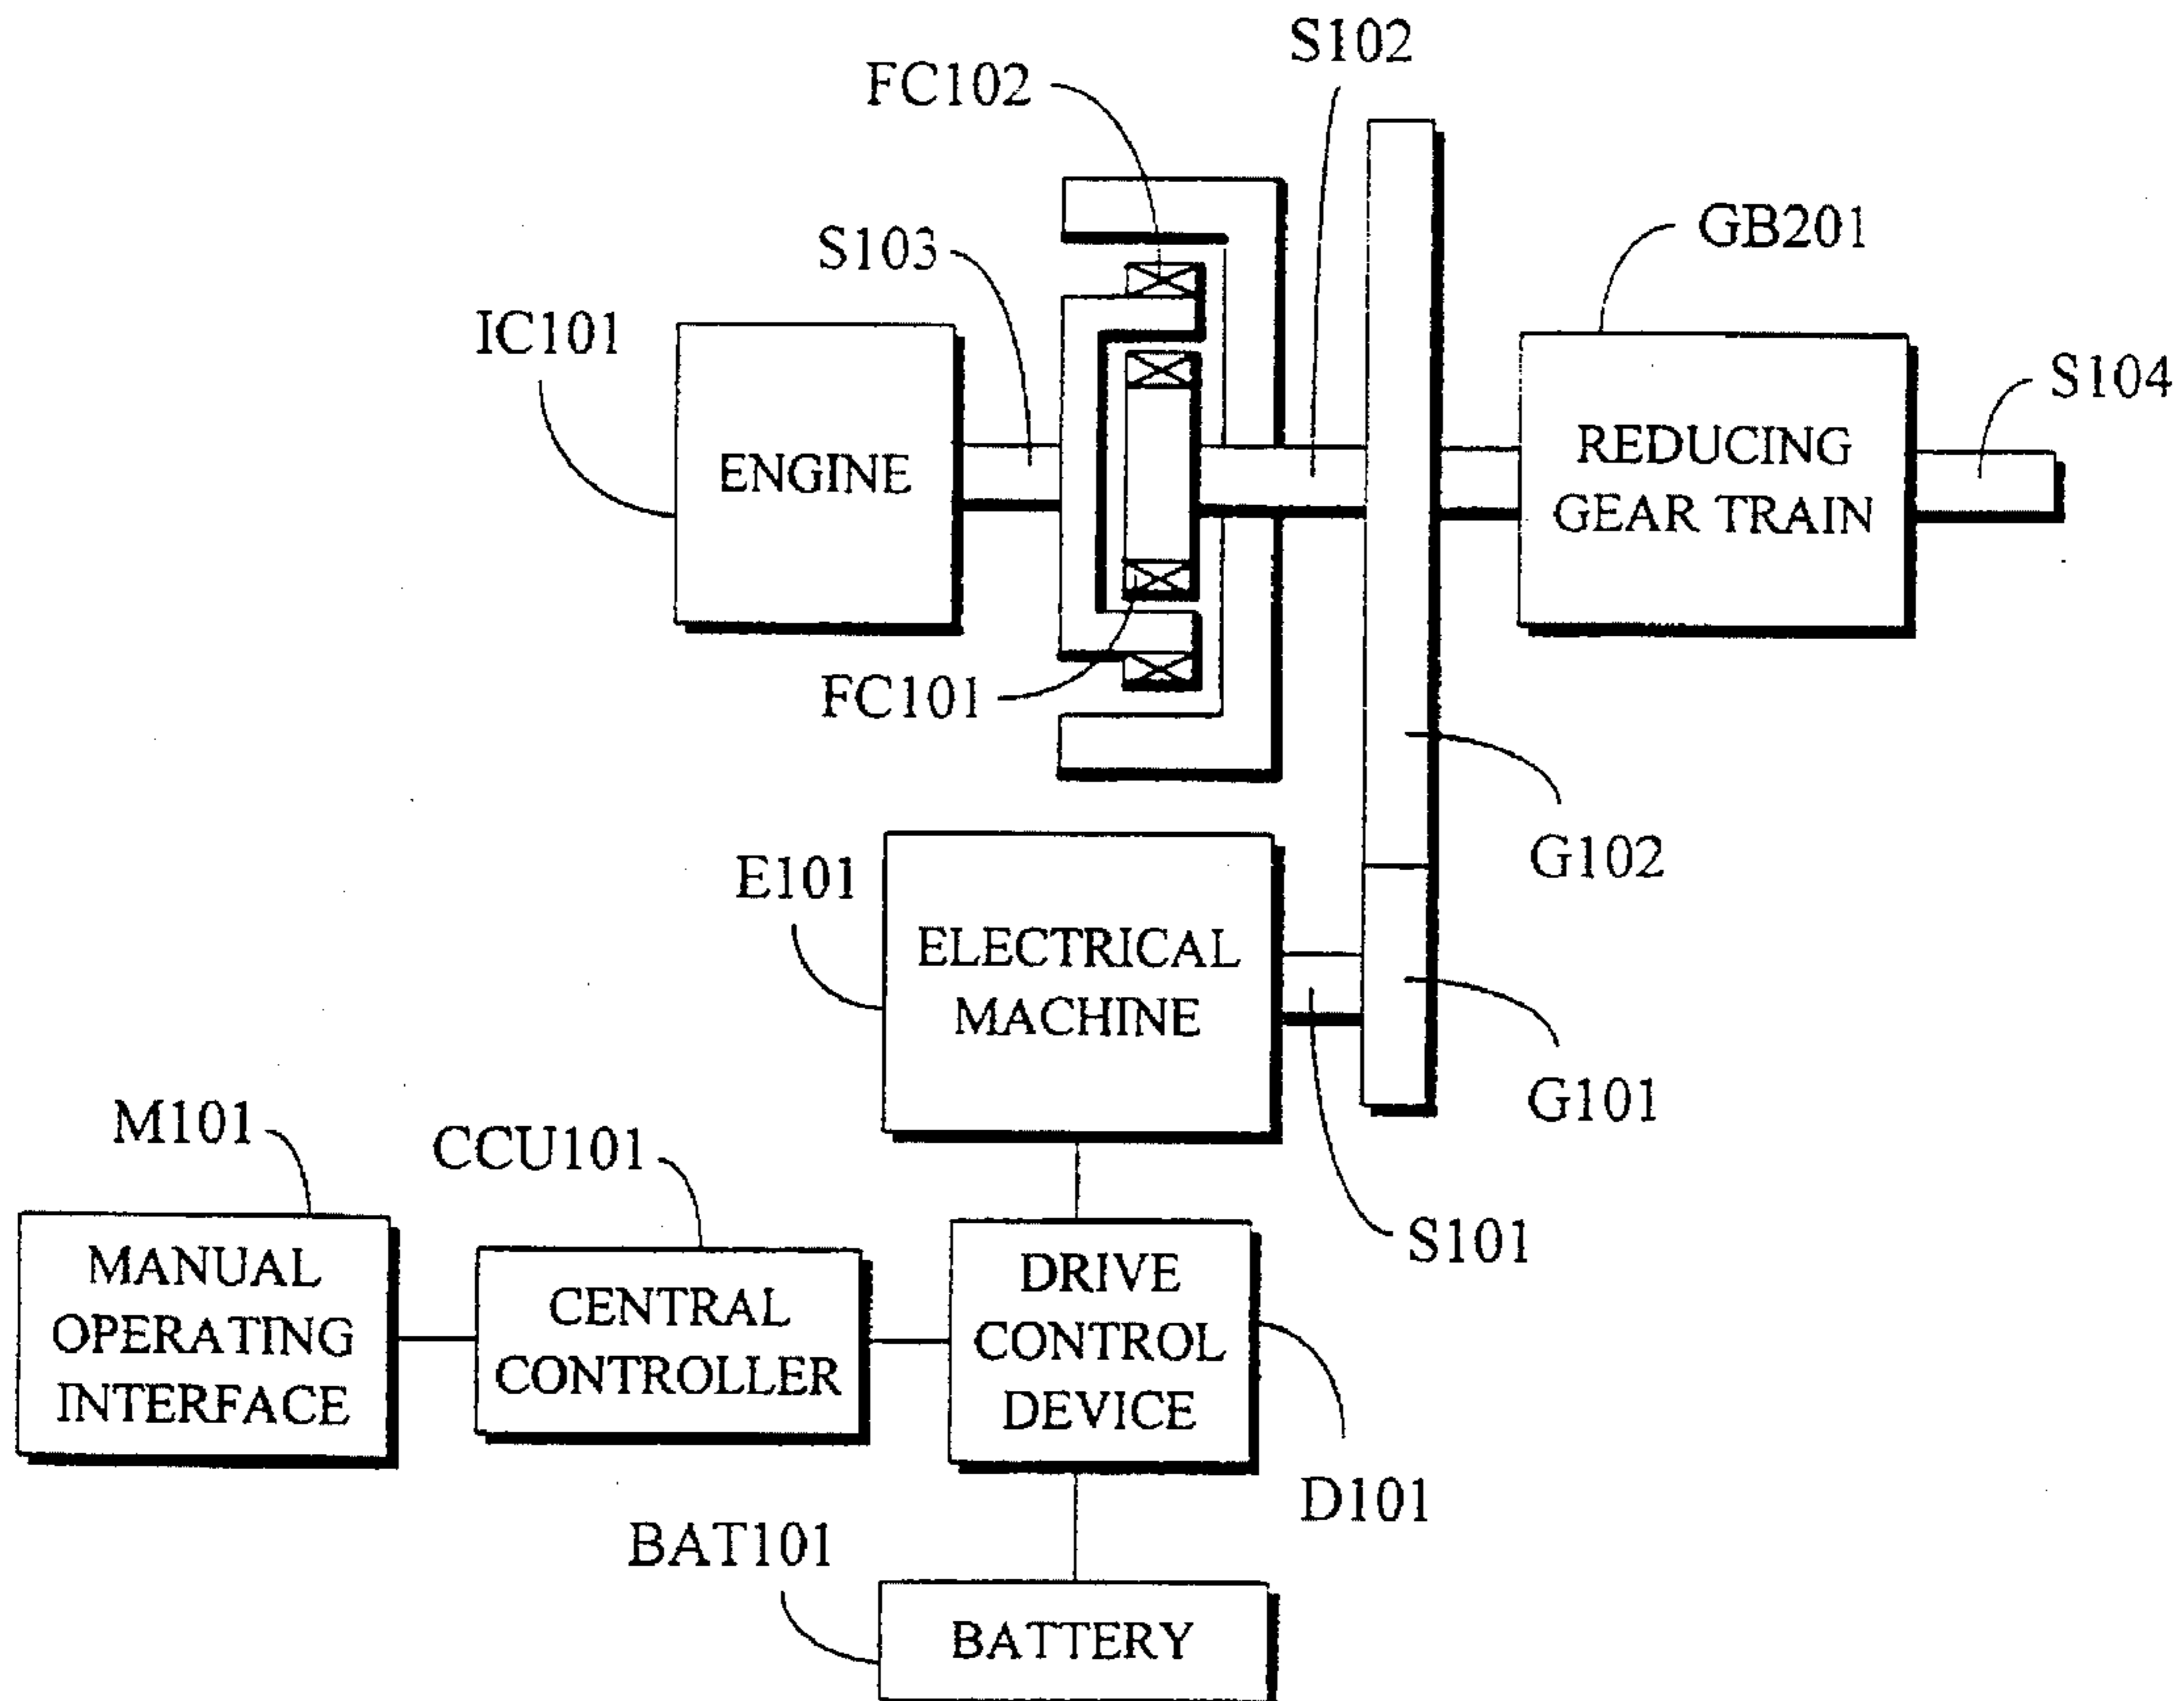 S102
FC102
GB201
S103
IC101
S104
ENGINE
REDUCING
GEAR TRAIN
FC101
G102
E101
ELECTRICAL
MACHINE
G101
M101
CCU101
S101
MANUAL
OPERATING
INTERFACE
CENTRAL
CONTROLLER
DRIVE
CONTROL
DEVICE
D101
BAT101
BATTERY